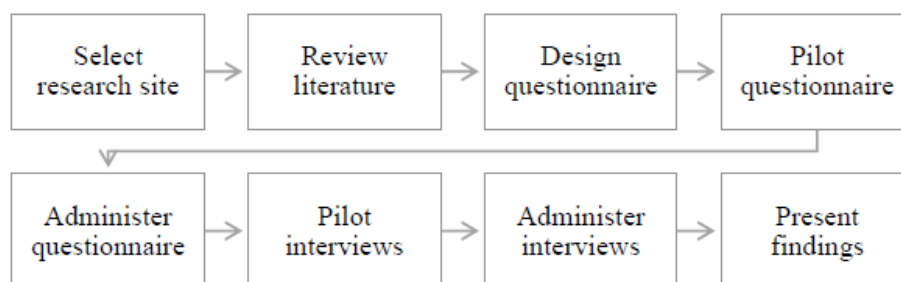 Select
research site
Review
literature
Design
questionnaire
Pilot
questionnaire
Administer
questionnaire
Pilot
interviews
Administer
interviews
Present
findings